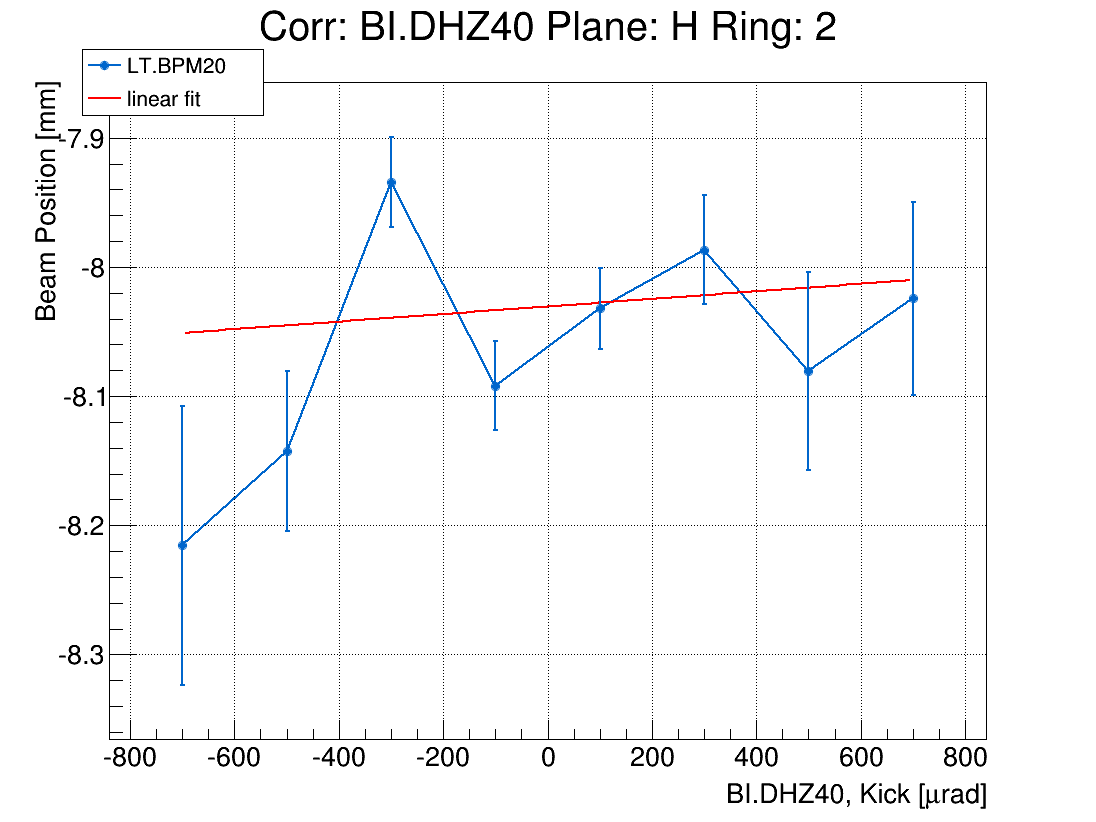 Corr: BI.DHZ40 Plane: H Ring: 2
LT.BPM20
linear fit
Beam Position [mm]
-7.9
-8
-8.1
-8.2
-8.3
-800 -600 -400 -200 0 200 400 600 800
BI.DHZ40, Kick [μrad]